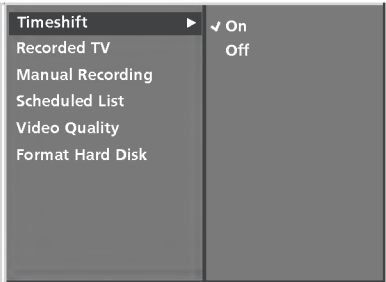 Timeshift
Recorded TV
Manual Recording
Scheduled List
Video Quality
Format Hard Disk
On
Off